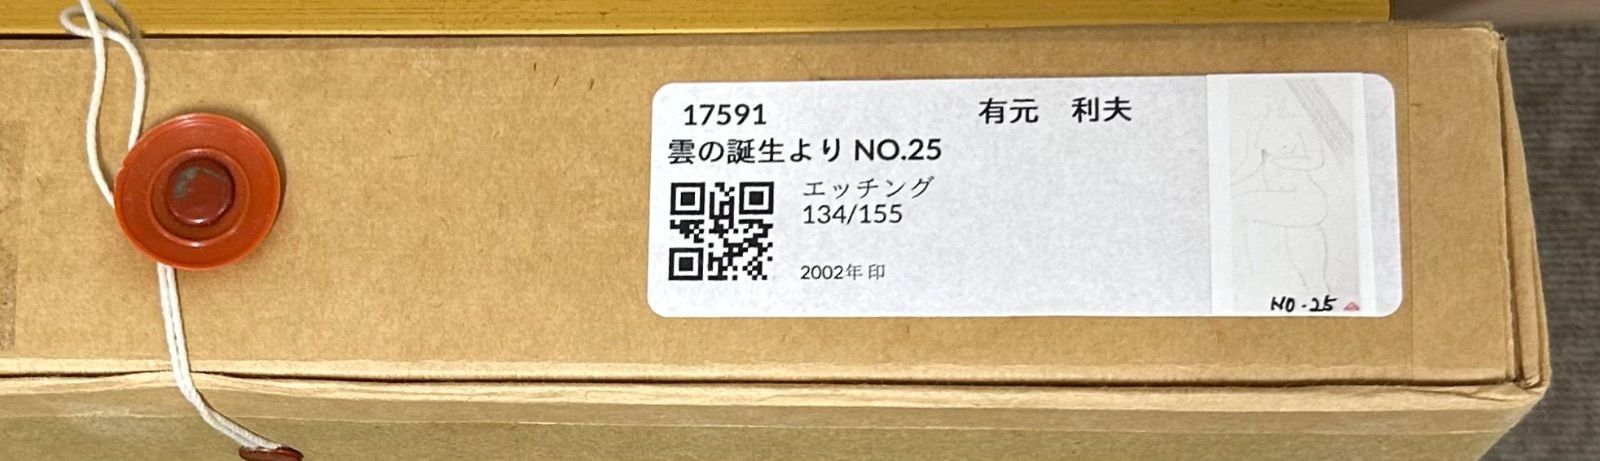 17591 有元 利夫
雲の誕生より NO.25
エッチング
134/155
2002年 印
NO-25